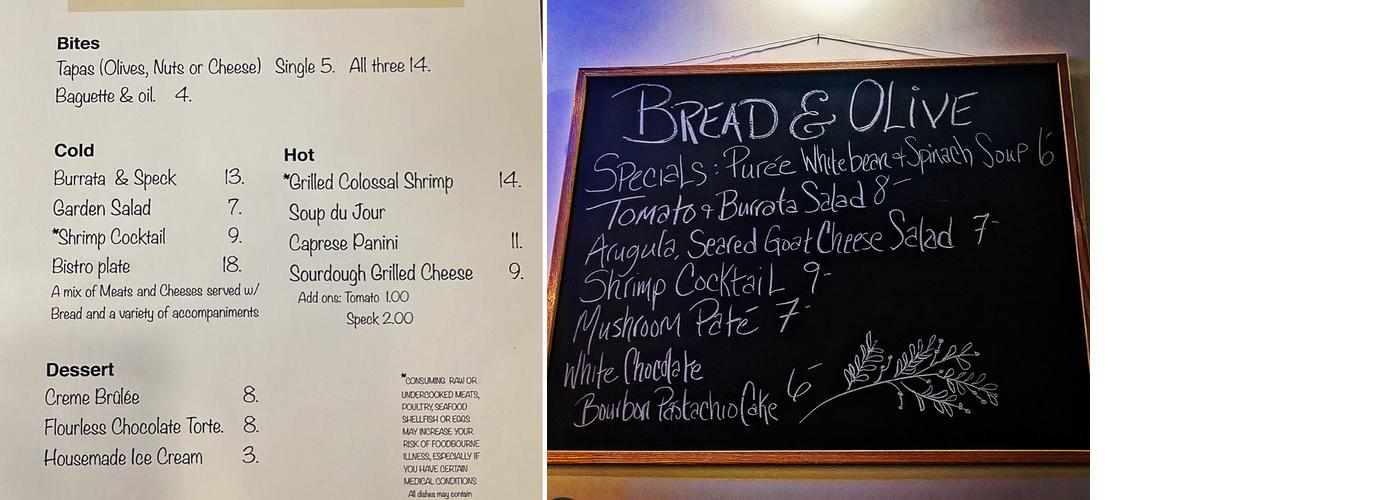 Bites
Tapas (Olives, Nuts or Cheese) Single 5. All three 14.
Baguette & oil. 4.
Cold
Burrata & Speck 13.
Garden Salad 7.
*Shrimp Cocktail 9.
Bistro plate 18.
A mix of Meats and Cheeses served w/
Bread and a variety of accompaniments
Hot
*Grilled Colossal Shrimp 14.
Soup du Jour
Caprese Panini 11.
Sourdough Grilled Cheese 9.
Add ons: Tomato 1.00
Speck 2.00
Dessert
Creme Brûlée 8.
Flourless Chocolate Torte. 8.
Housemade Ice Cream 3.
*CONSUMING RAW OR
UNDERCOOKED MEATS,
POULTRY, SEAFOOD
SHELLFISH OR EGGS
MAY INCREASE YOUR
RISK OF FOODBOURNE
ILLNESS, ESPECIALLY IF
YOU HAVE CERTAIN
MEDICAL CONDITIONS
All dishes may contain
BREAD & OLiVE
SPeciaLs: Purée Whitebean & Spinach Soup 6
Tomato & Burrata Salad 8-
Arugula, Seared Goat Cheese Salad 7-
Shrimp Cocktail 9-
Mushroom Pate 7-
White Chocolate
Bourbon Pastachio Cake 6-